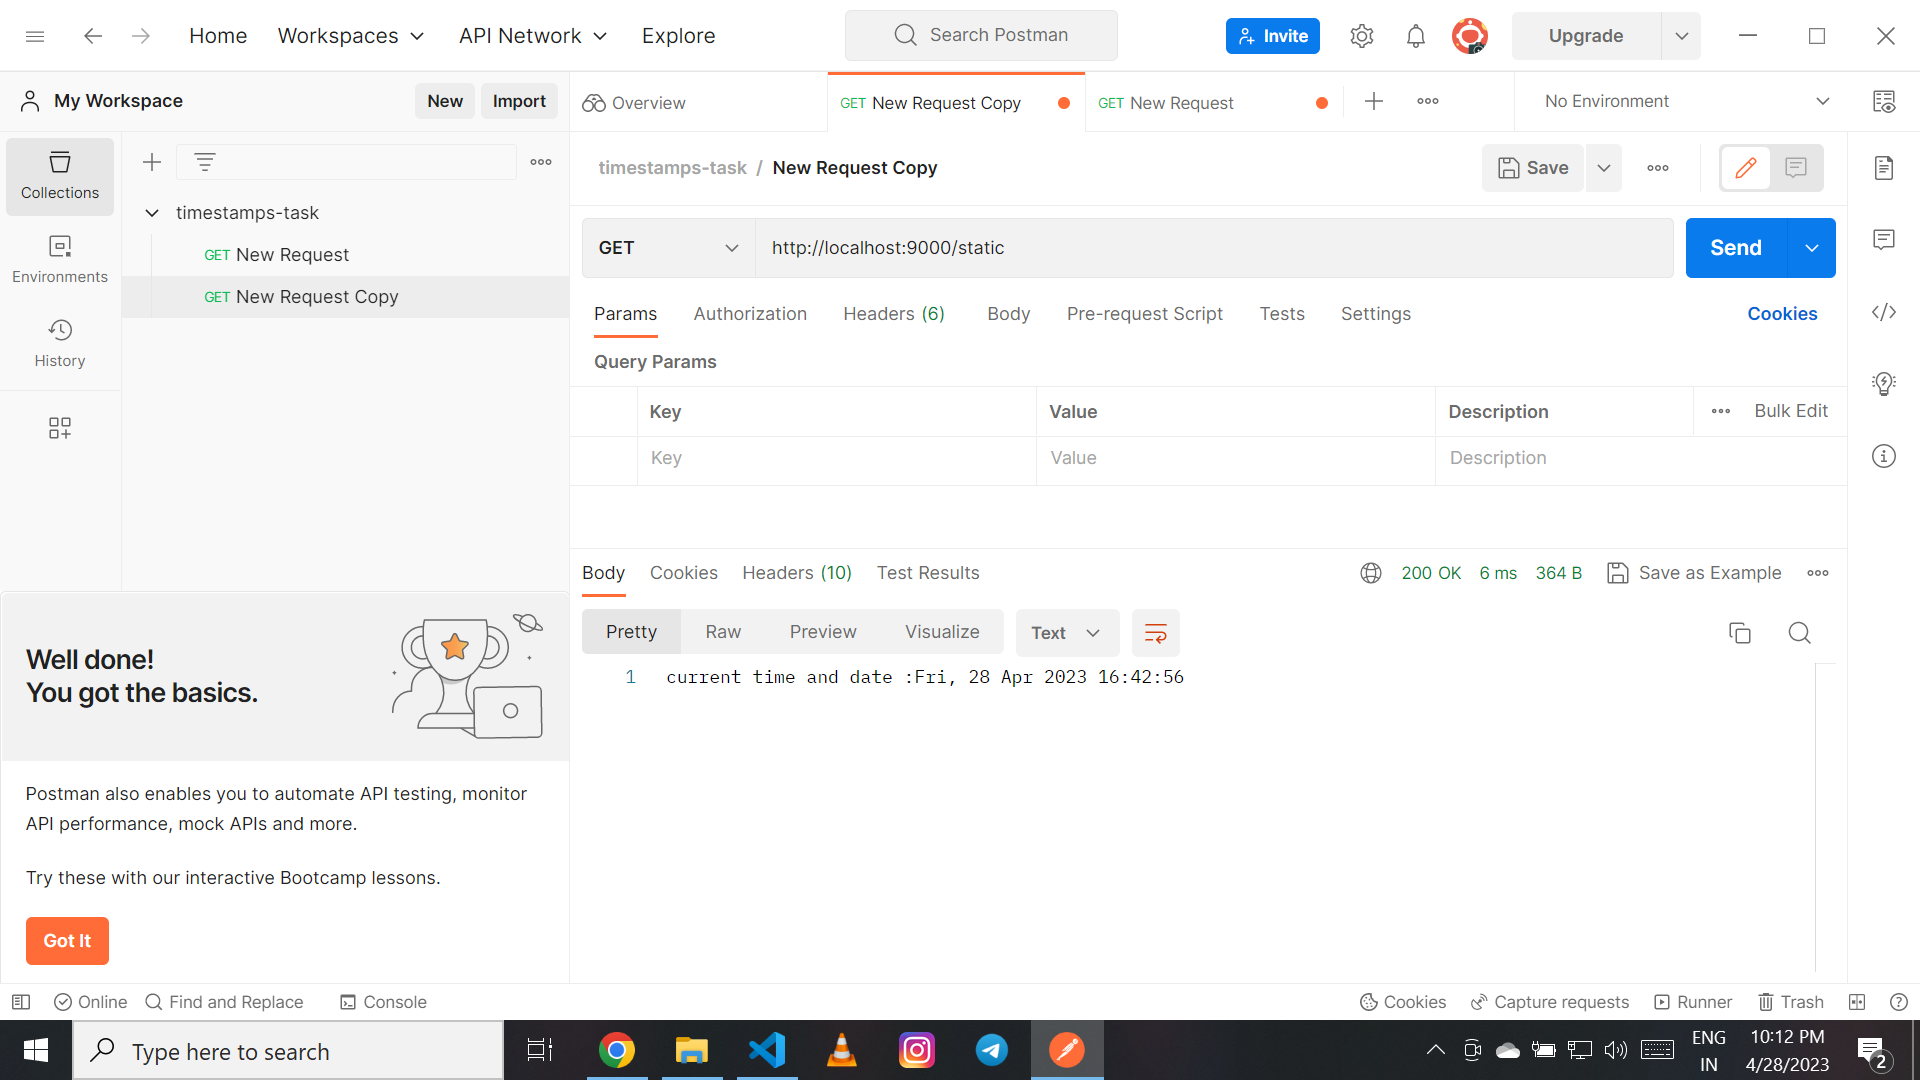 Home Workspaces API Network Explore Search Postman Invite Upgrade
My Workspace New Import Overview GET New Request Copy GET New Request No Environment
Collections
Environments
History
timestamps-task
GET New Request
GET New Request Copy
timestamps-task / New Request Copy Save
GET http://localhost:9000/static Send
Params Authorization Headers (6) Body Pre-request Script Tests Settings Cookies
Query Params
Key Value Description Bulk Edit
Key Value Description
Body Cookies Headers (10) Test Results 200 OK 6 ms 364 B Save as Example
Pretty Raw Preview Visualize Text
1 current time and date :Fri, 28 Apr 2023 16:42:56
Well done!
You got the basics.
Postman also enables you to automate API testing, monitor
API performance, mock APIs and more.
Try these with our interactive Bootcamp lessons.
Got It
Online Find and Replace Console Cookies Capture requests Runner Trash
Type here to search
ENG
IN
10:12 PM
4/28/2023
2